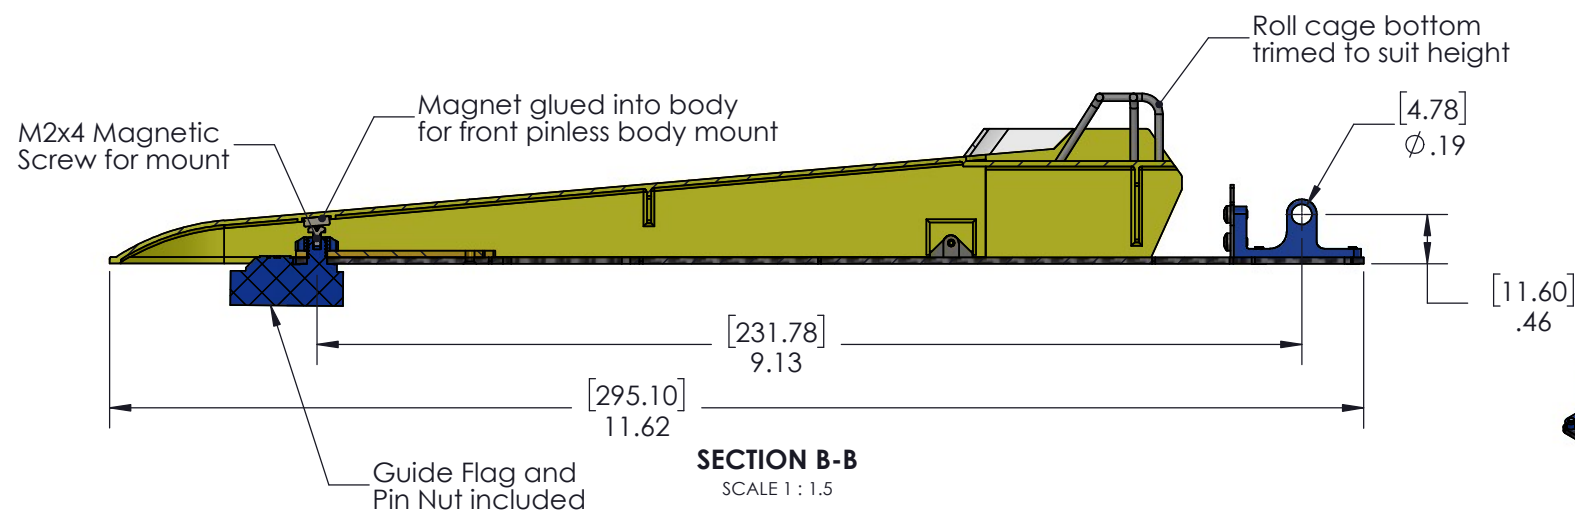 Roll cage bottom
trimed to suit height
Magnet glued into body
for front pinless body mount
M2x4 Magnetic
Screw for mount
[4.78]
Ø.19
[11.60]
.46
[231.78]
9.13
[295.10]
11.62
Guide Flag and
Pin Nut included
SECTION B-B
SCALE 1 : 1.5